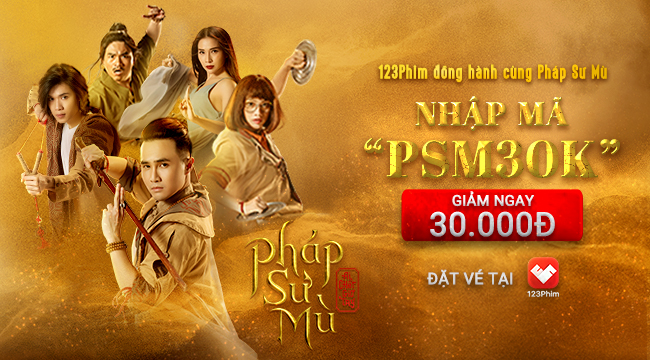 123Phim đồng hành cùng Pháp Sư Mù
NHẬP MÃ
“PSM30K”
GIẢM NGAY
30.000Đ
ĐẶT VÉ TẠI
123Phim
Pháp
Sư
Mù